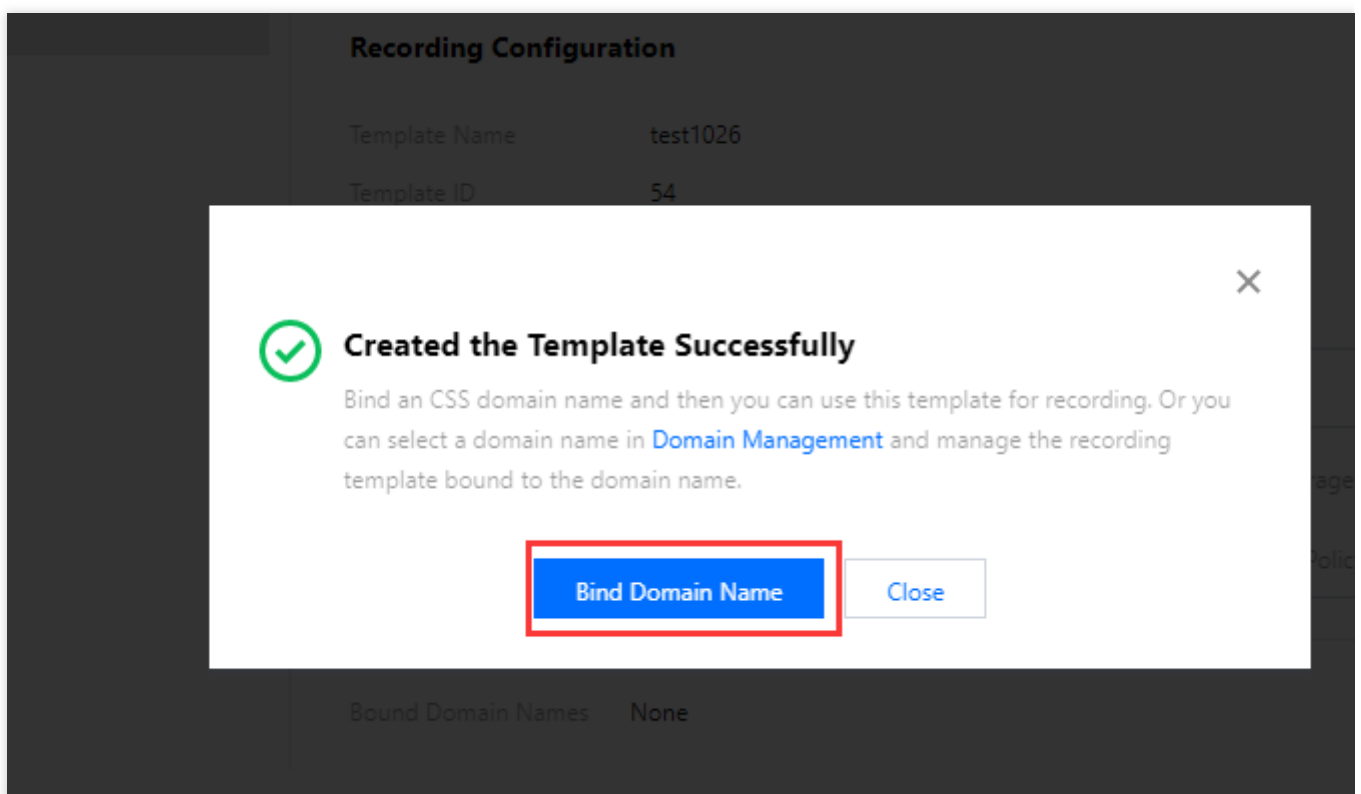 Recording Configuration
Template Name test1026
Template ID 54
Created the Template Successfully
Bind an CSS domain name and then you can use this template for recording. Or you
can select a domain name in Domain Management and manage the recording
template bound to the domain name.
Bind Domain Name Close
Bound Domain Names None